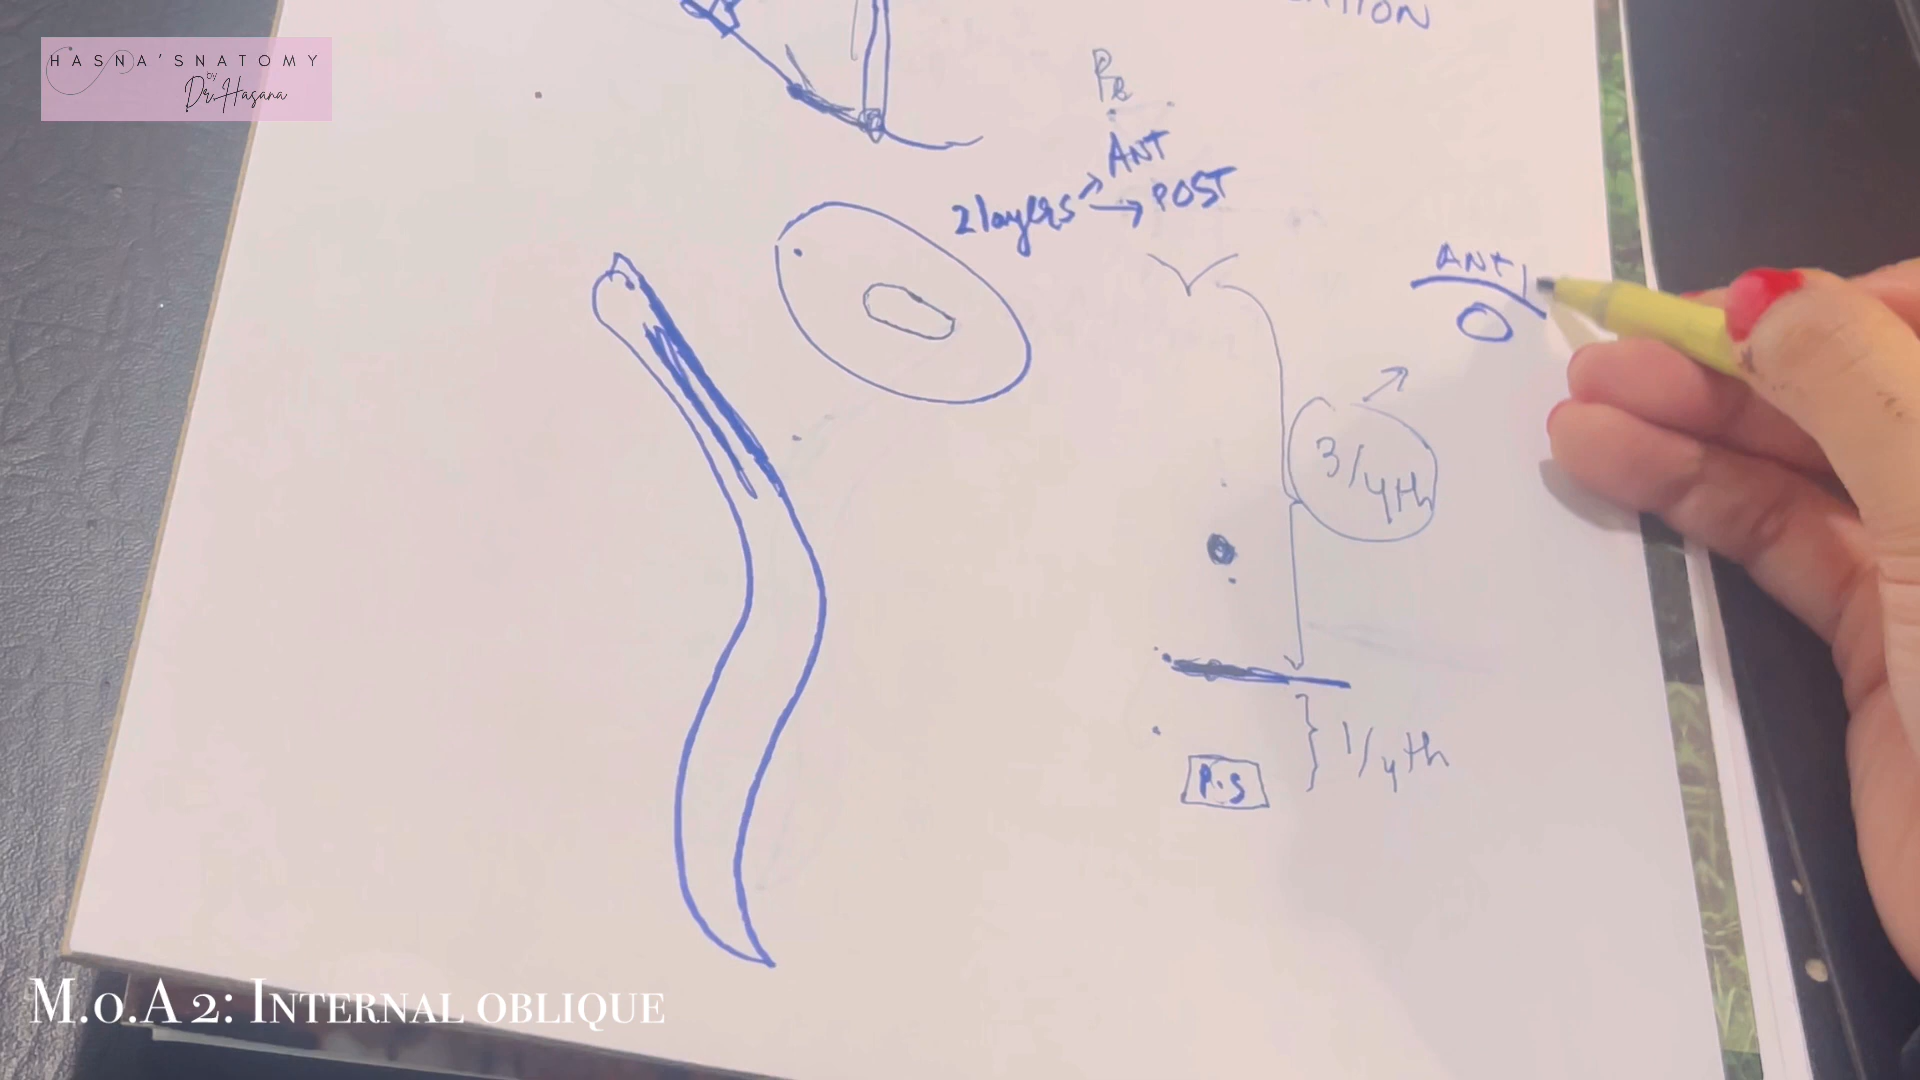 HASNA'SNATOMY
by
Dr.Hasana
ANT
2 layers → POST
ANT
3/4th
1/4th
P.S
M.O.A 2: INTERNAL OBLIQUE